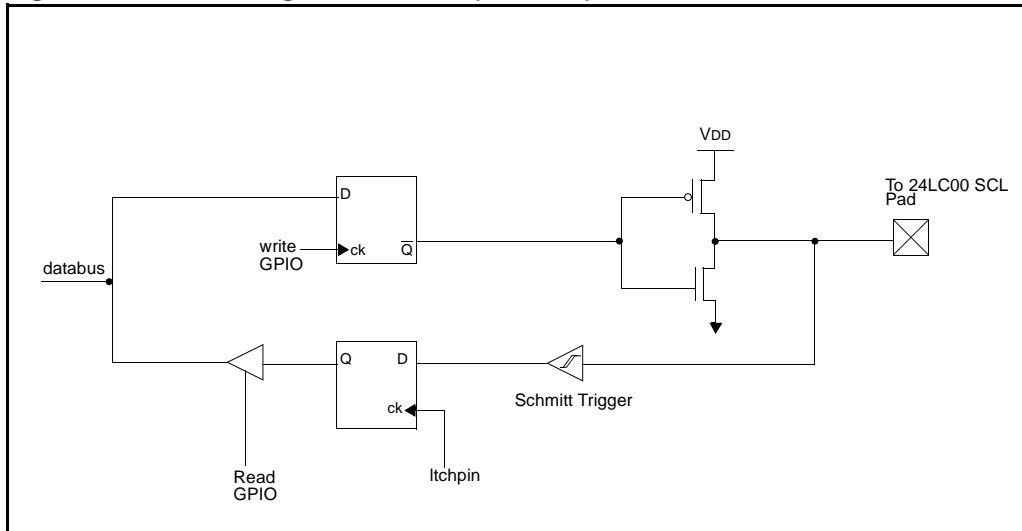 VDD
To 24LC00 SCL
Pad
D
write
GPIO
ck
Q
databus
Q
D
ck
Schmitt Trigger
Read
GPIO
ltchpin